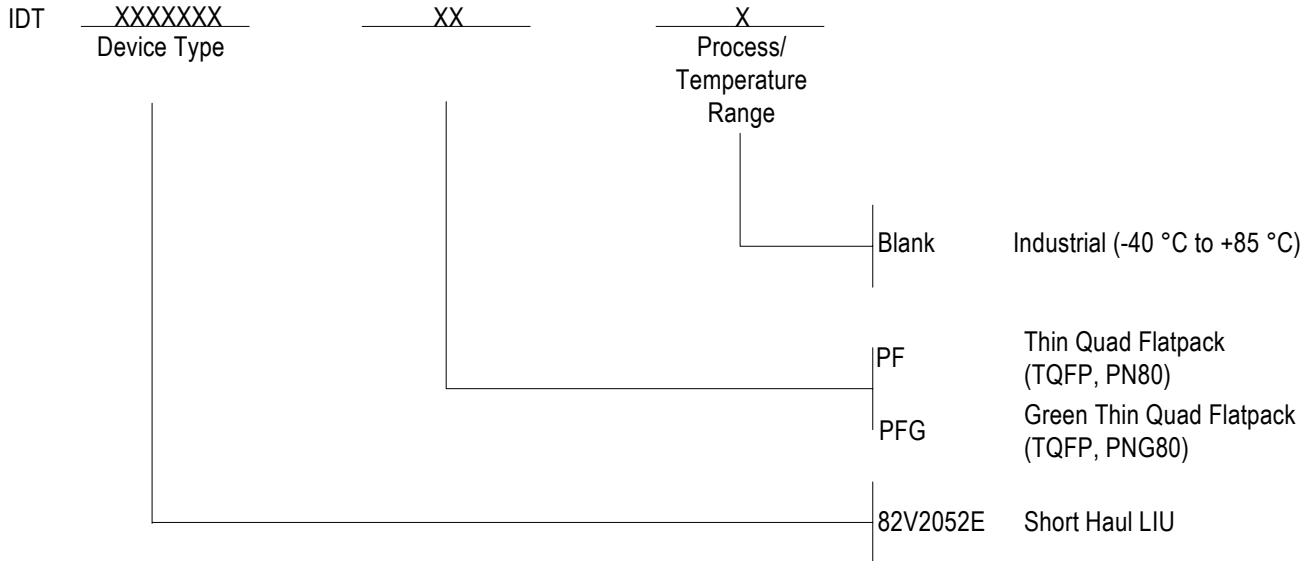 IDT XXXXXXX XX X
Device Type
Process/
Temperature
Range
Blank Industrial (-40 °C to +85 °C)
PF Thin Quad Flatpack
(TQFP, PN80)
PFG Green Thin Quad Flatpack
(TQFP, PNG80)
82V2052E Short Haul LIU